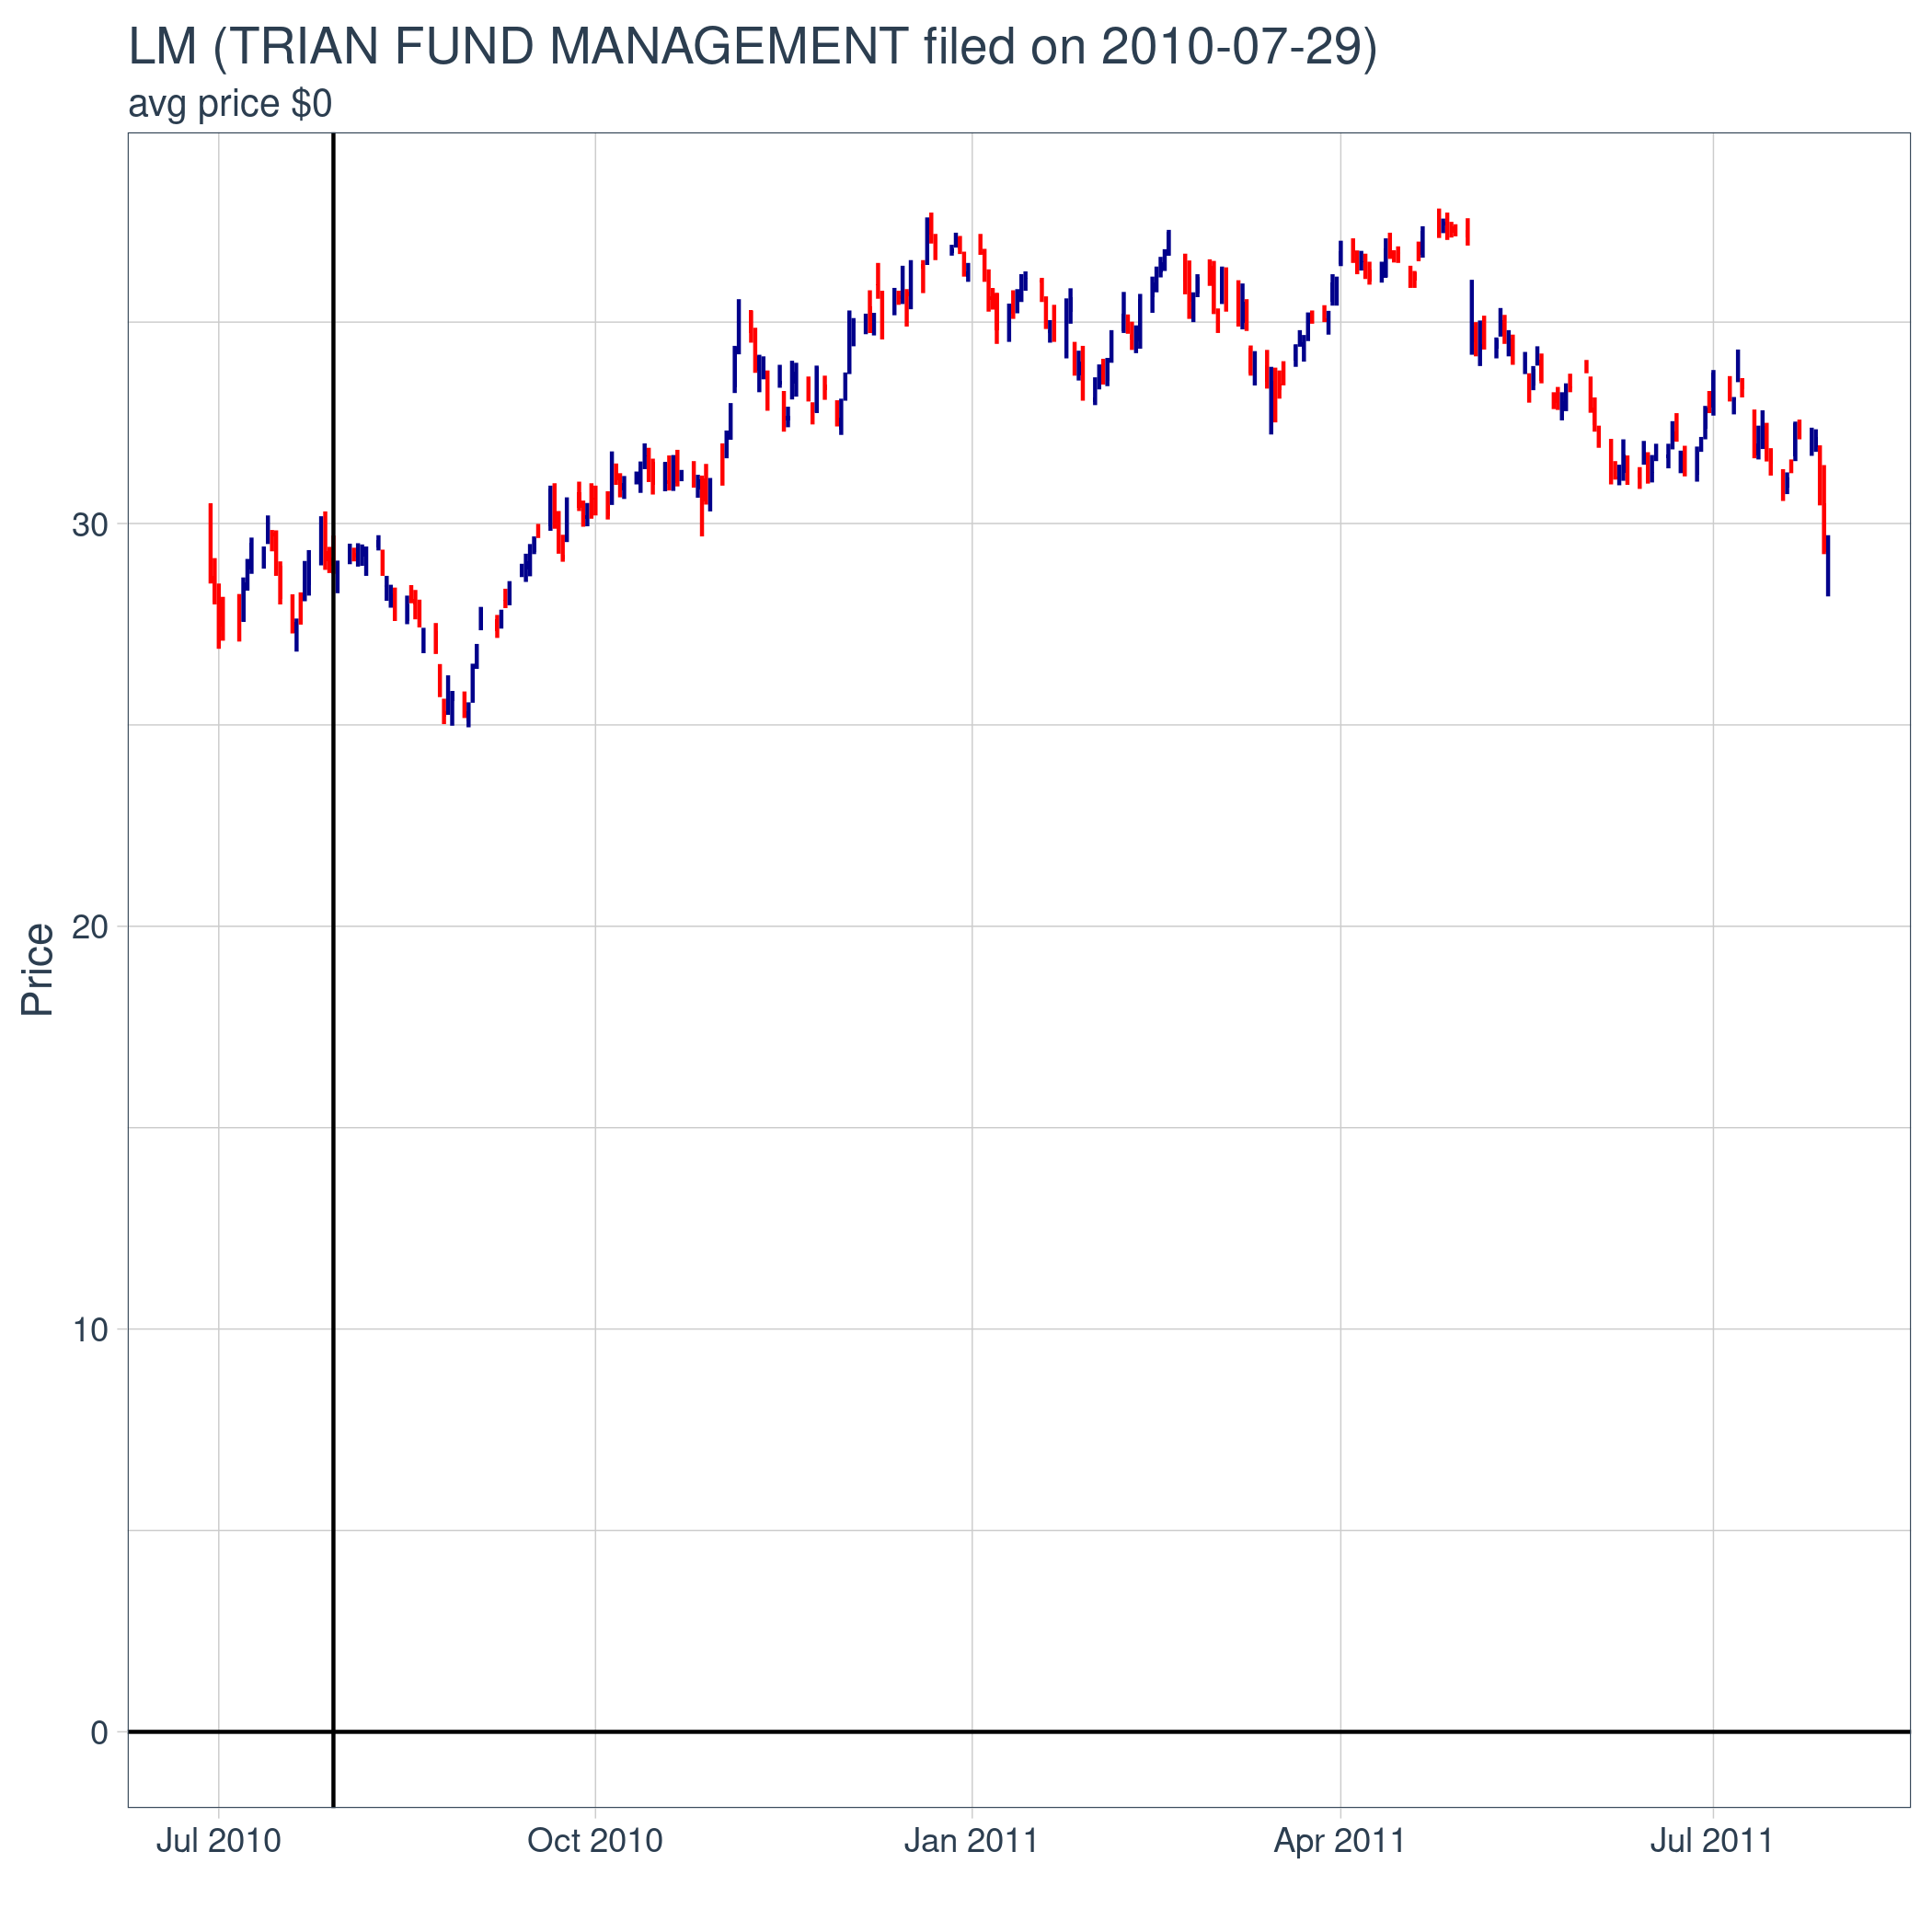 LM (TRIAN FUND MANAGEMENT filed on 2010-07-29)
avg price $0
Price
30
20
10
0
Jul 2010
Oct 2010
Jan 2011
Apr 2011
Jul 2011